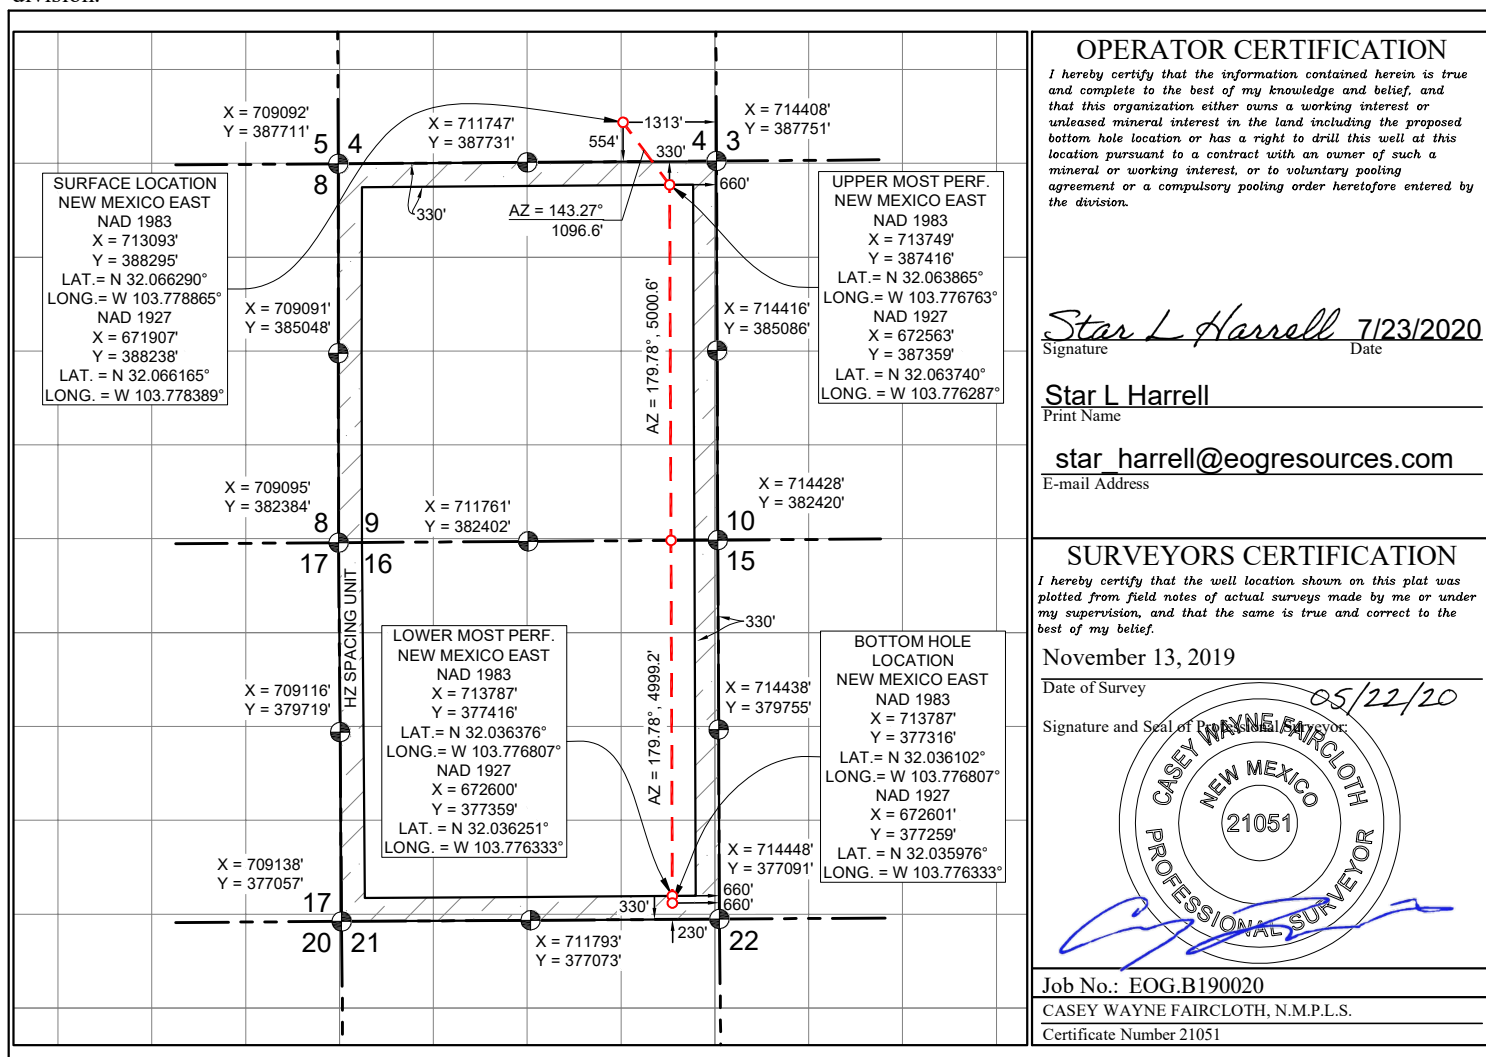 division.
X = 709092'
Y = 387711'
X = 711747'
Y = 387731'
1313'
554'
330'
X = 714408'
Y = 387751'
5 4
4 3
8
660'
330'
AZ = 143.27°
1096.6'
SURFACE LOCATION
NEW MEXICO EAST
NAD 1983
X = 713093'
Y = 388295'
LAT.= N 32.066290°
LONG.= W 103.778865°
NAD 1927
X = 671907'
Y = 388238'
LAT. = N 32.066165°
LONG. = W 103.778389°
UPPER MOST PERF.
NEW MEXICO EAST
NAD 1983
X = 713749'
Y = 387416'
LAT.= N 32.063865°
LONG.= W 103.776763°
NAD 1927
X = 672563'
Y = 387359'
LAT. = N 32.063740°
LONG. = W 103.776287°
X = 709091'
Y = 385048'
X = 714416'
Y = 385086'
AZ = 179.78°, 5000.6'
X = 709095'
Y = 382384'
X = 711761'
Y = 382402'
X = 714428'
Y = 382420'
8 9
10
17 16
15
HZ SPACING UNIT
330'
LOWER MOST PERF.
NEW MEXICO EAST
NAD 1983
X = 713787'
Y = 377416'
LAT.= N 32.036376°
LONG.= W 103.776807°
NAD 1927
X = 672600'
Y = 377359'
LAT. = N 32.036251°
LONG. = W 103.776333°
AZ = 179.78°, 4999.2'
BOTTOM HOLE
LOCATION
NEW MEXICO EAST
NAD 1983
X = 713787'
Y = 377316'
LAT.= N 32.036102°
LONG.= W 103.776807°
NAD 1927
X = 672601'
Y = 377259'
LAT. = N 32.035976°
LONG. = W 103.776333°
X = 709116'
Y = 379719'
X = 714438'
Y = 379755'
X = 709138'
Y = 377057'
X = 714448'
Y = 377091'
660'
660'
330'
230'
17
20 21
22
X = 711793'
Y = 377073'
OPERATOR CERTIFICATION
I hereby certify that the information contained herein is true
and complete to the best of my knowledge and belief, and
that this organization either owns a working interest or
unleased mineral interest in the land including the proposed
bottom hole location or has a right to drill this well at this
location pursuant to a contract with an owner of such a
mineral or working interest, or to voluntary pooling
agreement or a compulsory pooling order heretofore entered by
the division.
Star L Harrell 7/23/2020
Signature Date
Star L Harrell
Print Name
star_harrell@eogresources.com
E-mail Address
SURVEYORS CERTIFICATION
I hereby certify that the well location shown on this plat was
plotted from field notes of actual surveys made by me or under
my supervision, and that the same is true and correct to the
best of my belief.
November 13, 2019
Date of Survey
05/22/20
Signature and Seal of Professional Surveyor:
CASEY WAYNE FAIRCLOTH
NEW MEXICO
21051
PROFESSIONAL SURVEYOR
Job No.: EOG.B190020
CASEY WAYNE FAIRCLOTH, N.M.P.L.S.
Certificate Number 21051